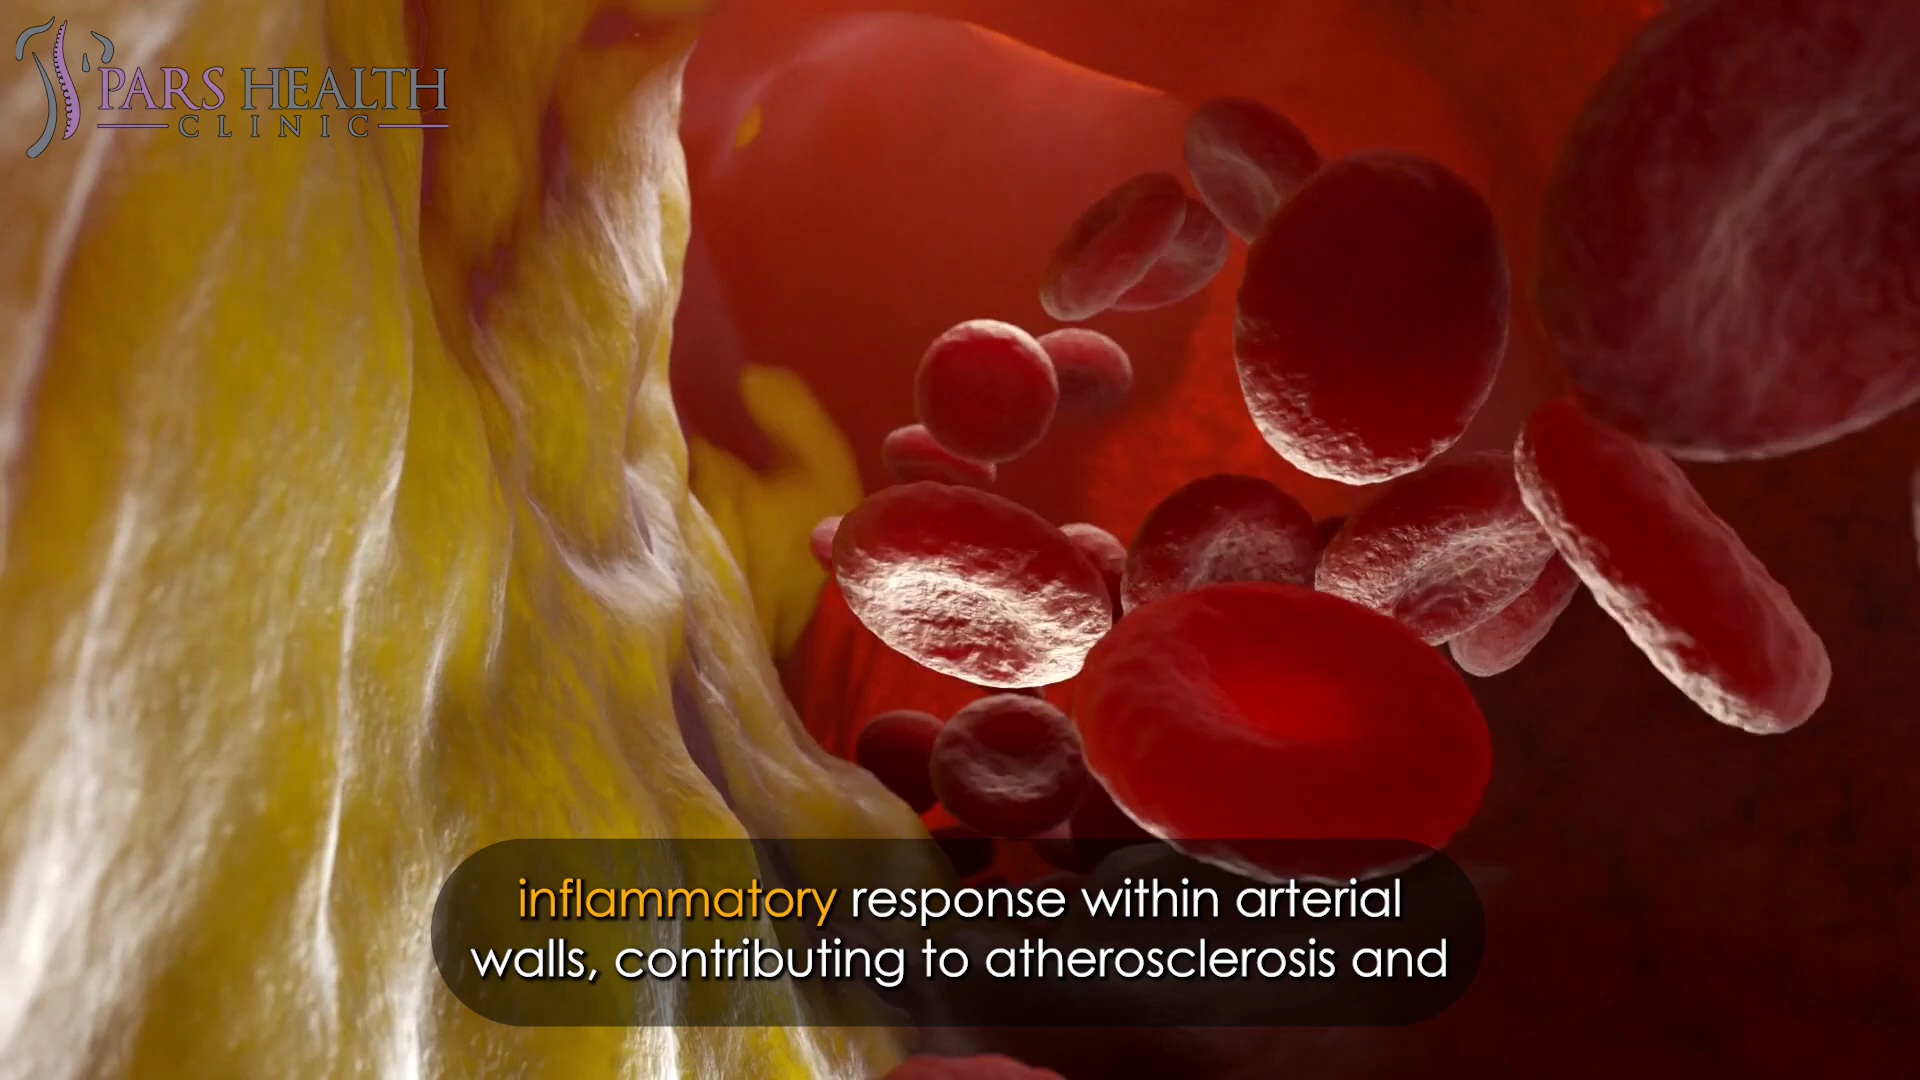 PARS HEALTH
CLINIC
inflammatory response within arterial
walls, contributing to atherosclerosis and